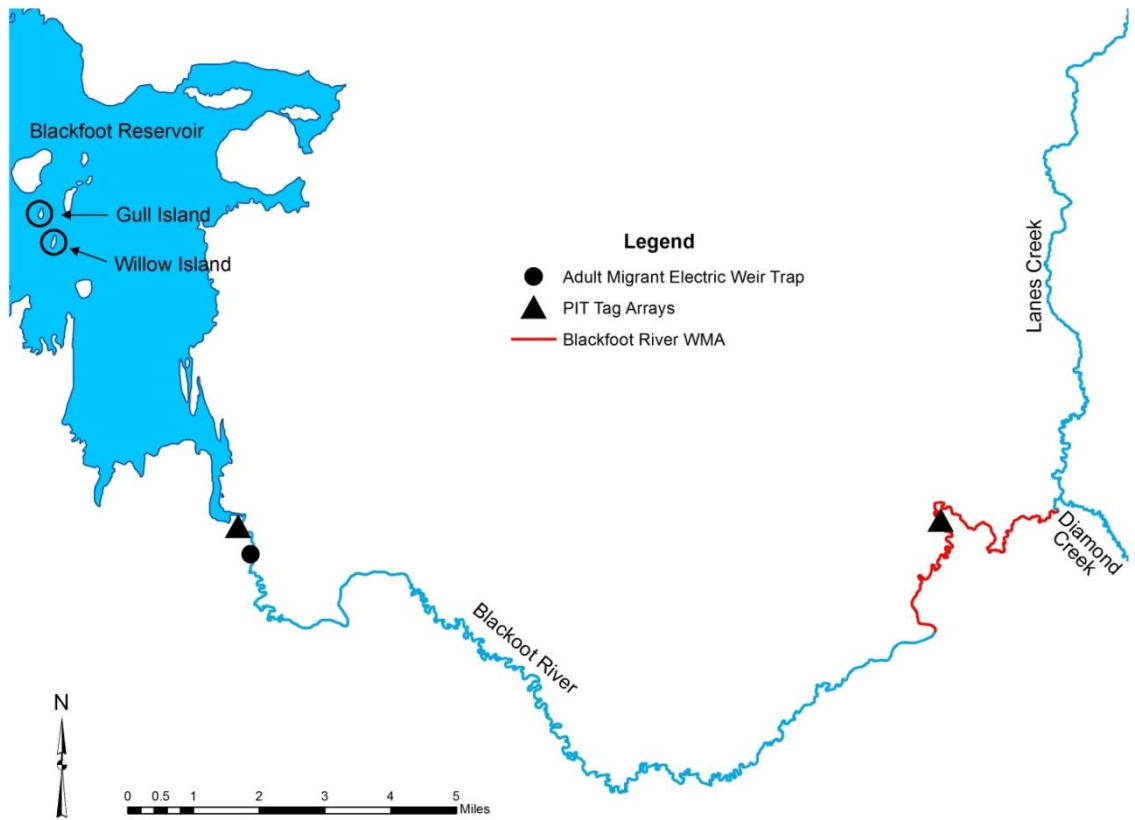 Blackfoot Reservoir
Gull Island
Willow Island
Legend
Adult Migrant Electric Weir Trap
PIT Tag Arrays
Blackfoot River WMA
Lanes Creek
Diamond
Creek
Blackoot River
N
0 0.5 1 2 3 4 5
Miles